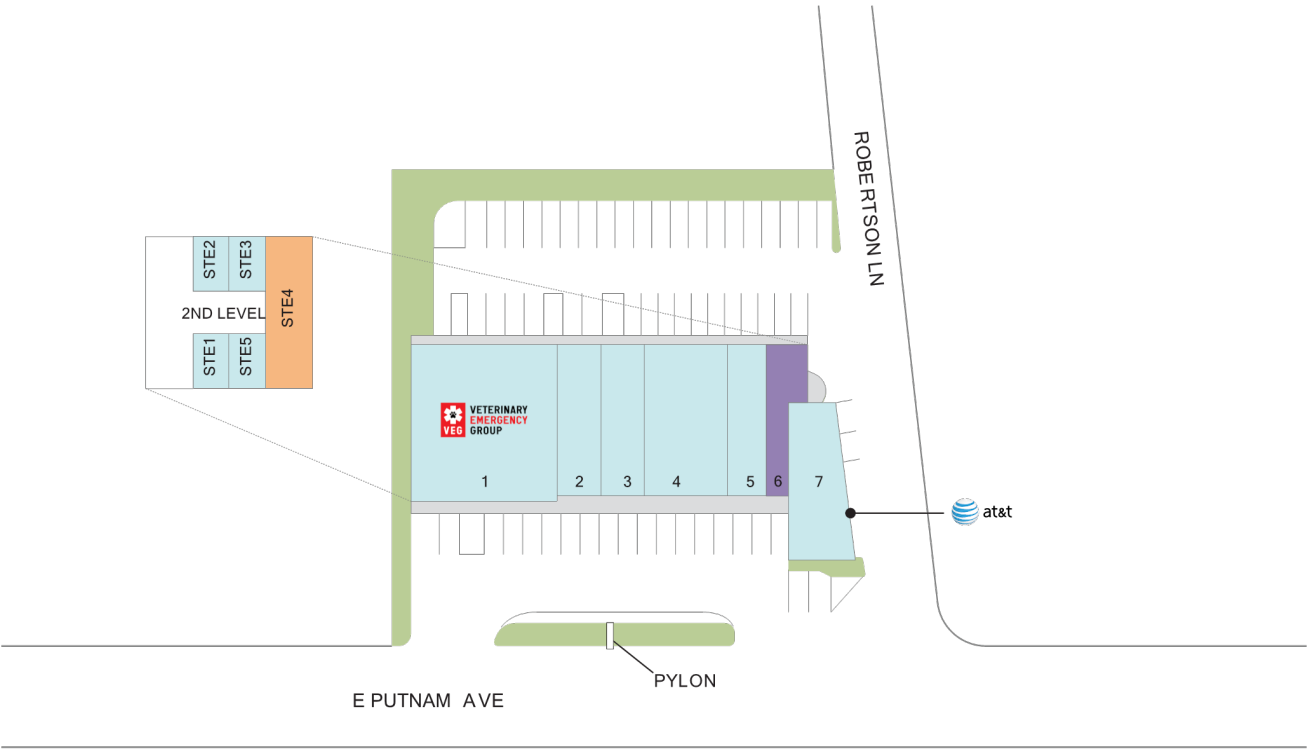 ROBERTSON LN
STE2
STE3
STE4
2ND LEVEL
STE1
STE5
VEG
VETERINARY
EMERGENCY
GROUP
1
2
3
4
5
6
7
at&t
PYLON
E PUTNAM AVE